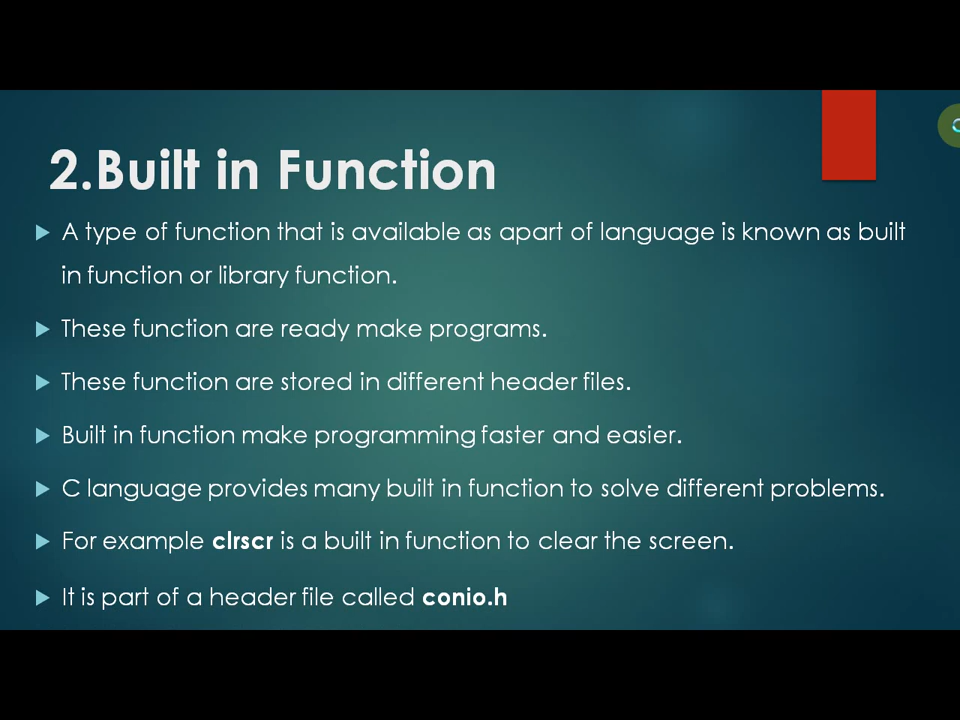 2.Built in Function
A type of function that is available as apart of language is known as built
in function or library function.
These function are ready make programs.
These function are stored in different header files.
Built in function make programming faster and easier.
C language provides many built in function to solve different problems.
For example clrscr is a built in function to clear the screen.
It is part of a header file called conio.h